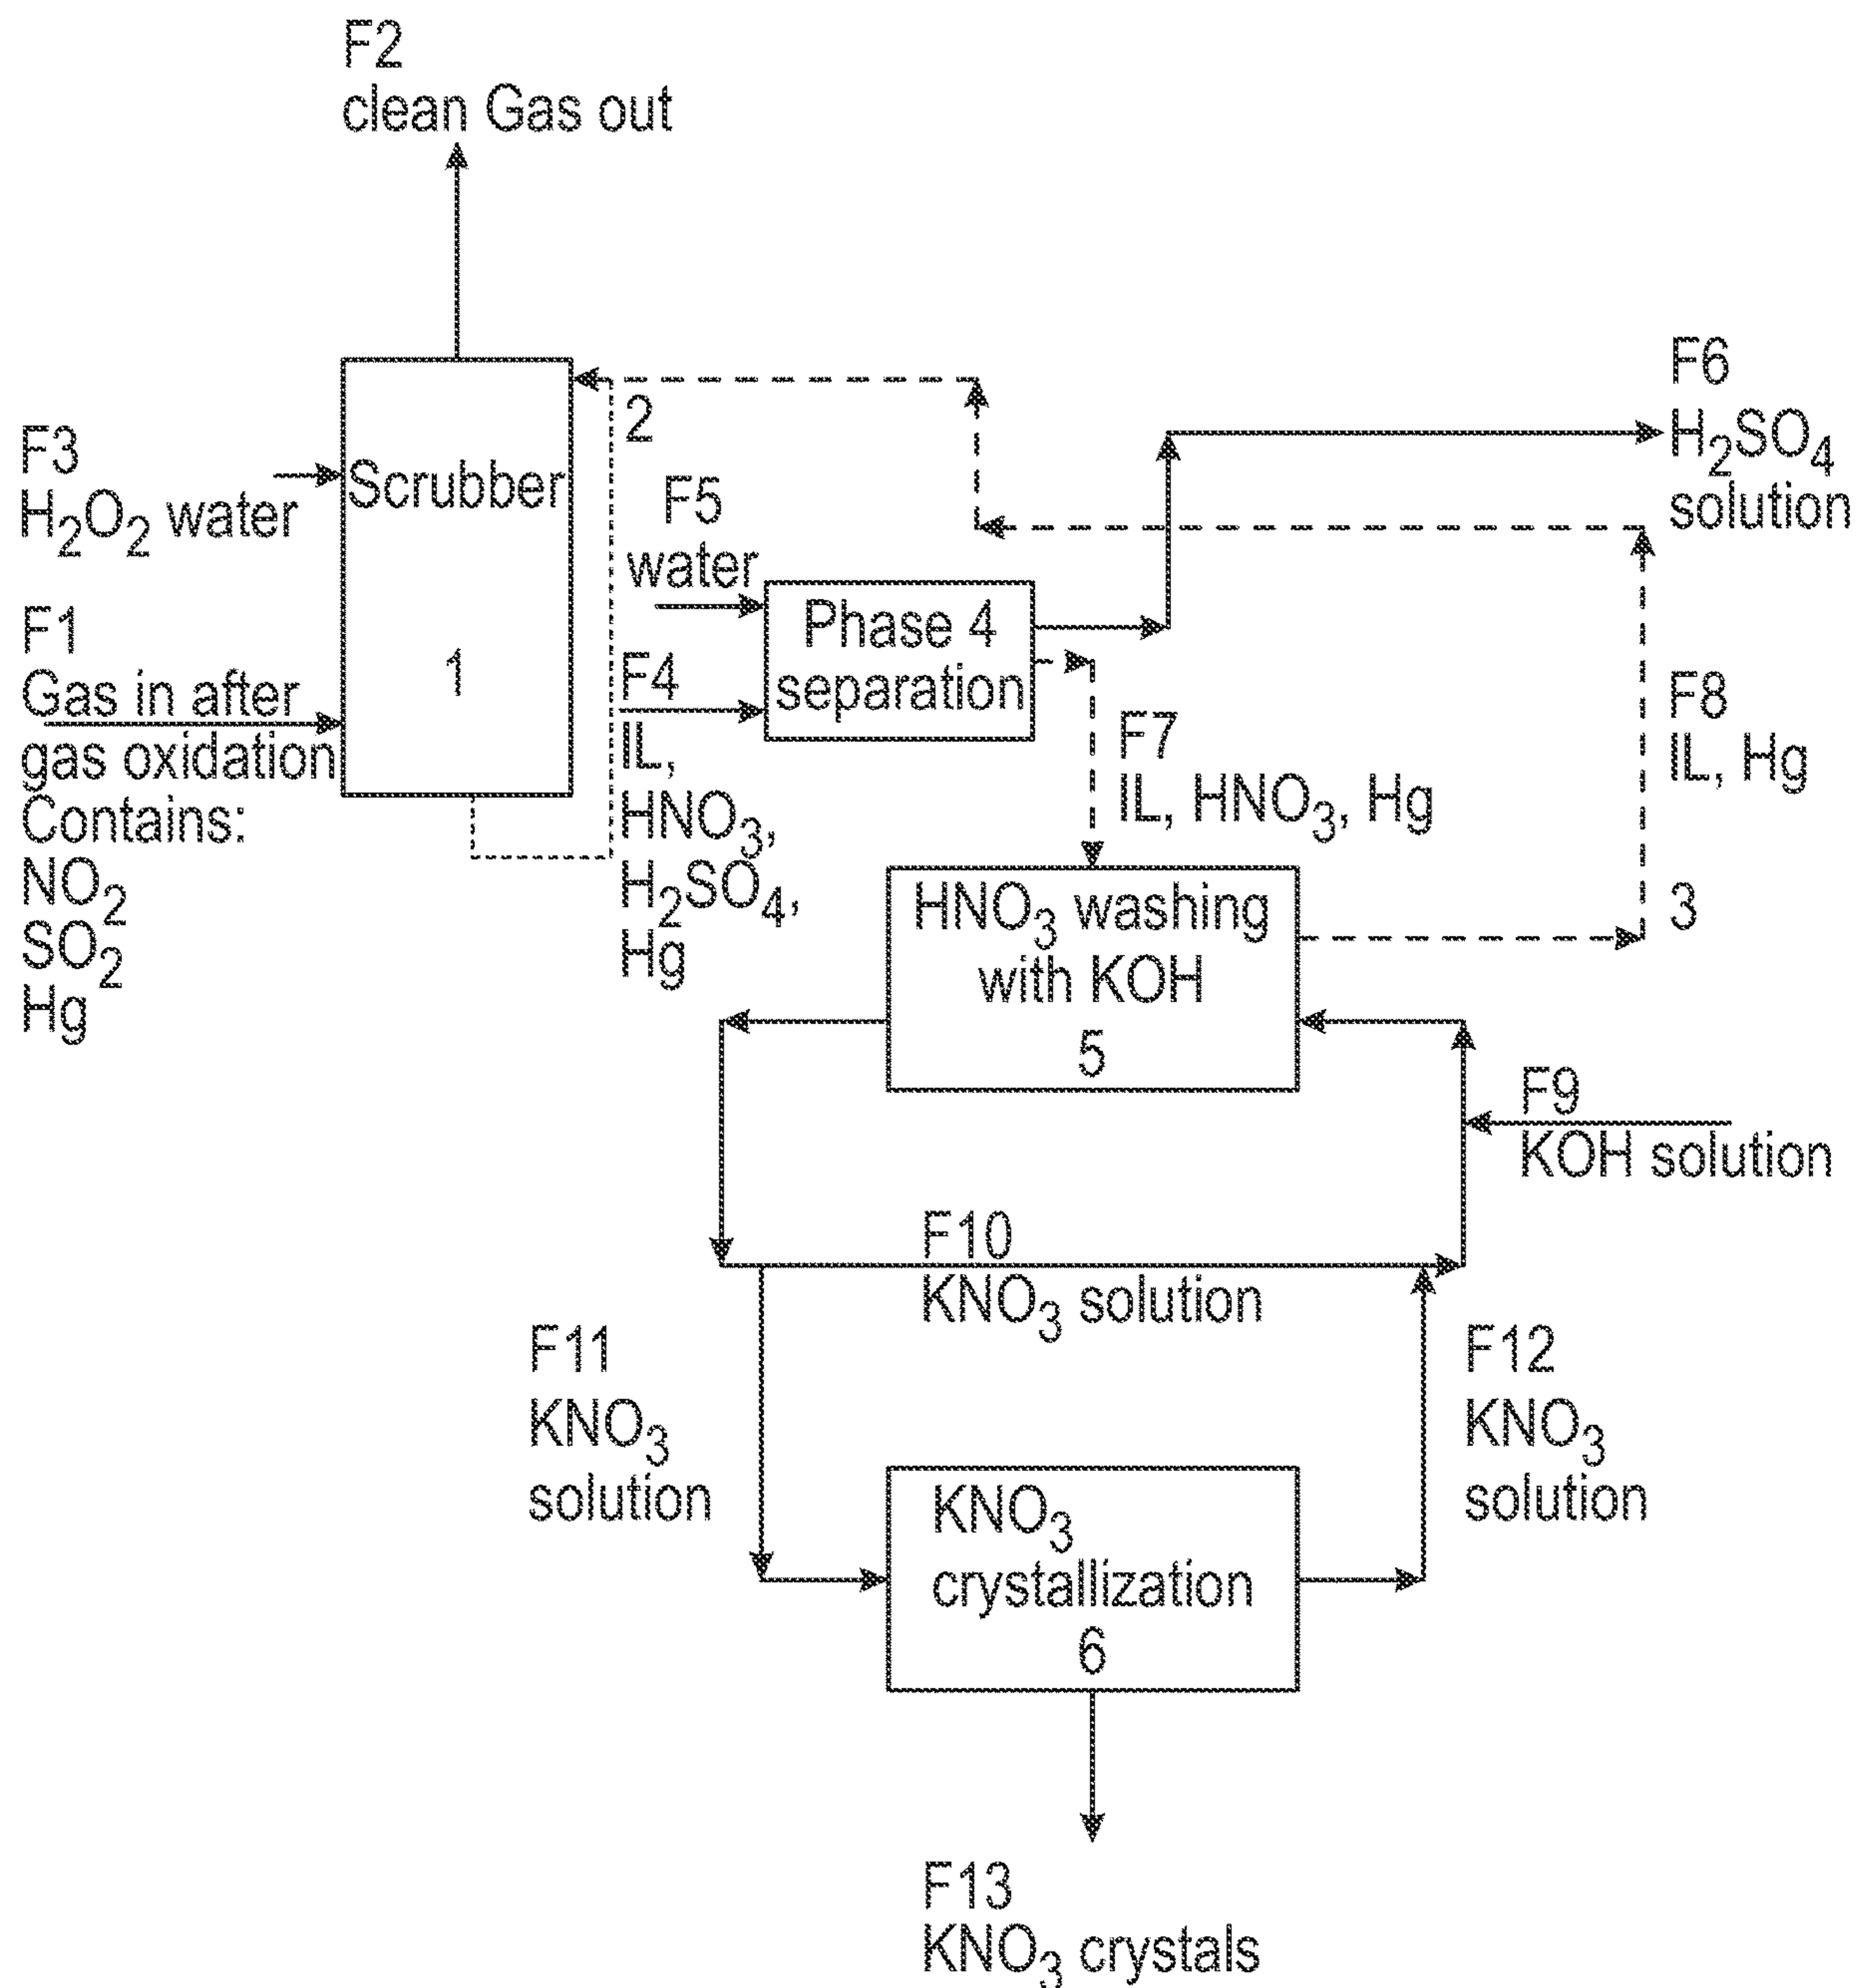 F2
clean Gas out
F3
H₂O₂ water
F1
Gas in after
gas oxidation
Contains:
NO₂
SO₂
Hg
Scrubber
1
2
F5
water
F4
IL,
HNO₃,
H₂SO₄,
Hg
Phase 4
separation
F6
H₂SO₄
solution
F7
IL, HNO₃, Hg
F8
IL, Hg
3
HNO₃ washing
with KOH
5
F9
KOH solution
F10
KNO₃ solution
F11
KNO₃
solution
F12
KNO₃
solution
KNO₃
crystallization
6
F13
KNO₃ crystals